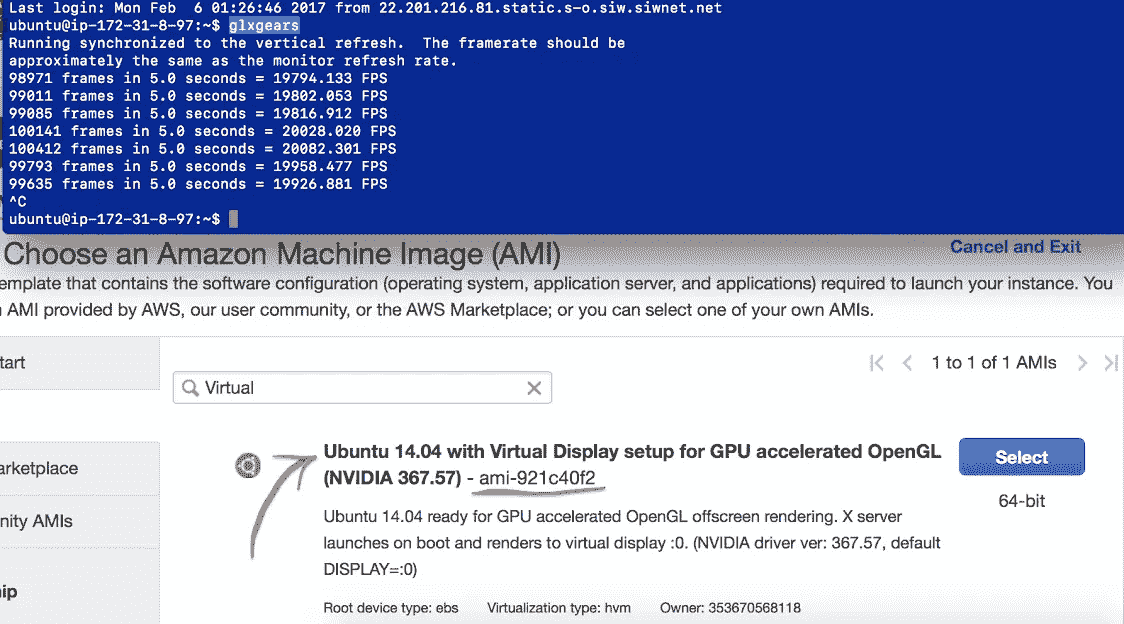 Last login: Mon Feb  6 01:26:46 2017 from 22.201.216.81.static.s-o.siw.siwnet.net
ubuntu@ip-172-31-8-97:~$ glxgears
Running synchronized to the vertical refresh.  The framerate should be
approximately the same as the monitor refresh rate.
98971 frames in 5.0 seconds = 19794.133 FPS
99011 frames in 5.0 seconds = 19802.053 FPS
99085 frames in 5.0 seconds = 19816.912 FPS
100141 frames in 5.0 seconds = 20028.020 FPS
100412 frames in 5.0 seconds = 20082.301 FPS
99793 frames in 5.0 seconds = 19958.477 FPS
99635 frames in 5.0 seconds = 19926.881 FPS
^C
ubuntu@ip-172-31-8-97:~$
Choose an Amazon Machine Image (AMI)
Cancel and Exit
emplate that contains the software configuration (operating system, application server, and applications) required to launch your instance. You
AMI provided by AWS, our user community, or the AWS Marketplace; or you can select one of your own AMIs.
tart
1 to 1 of 1 AMIs
Virtual
arketplace
nity AMIs
ip
Ubuntu 14.04 with Virtual Display setup for GPU accelerated OpenGL
(NVIDIA 367.57) - ami-921c40f2
Select
64-bit
Ubuntu 14.04 ready for GPU accelerated OpenGL offscreen rendering. X server
launches on boot and renders to virtual display :0. (NVIDIA driver ver: 367.57, default
DISPLAY=:0)
Root device type: ebs Virtualization type: hvm Owner: 353670568118